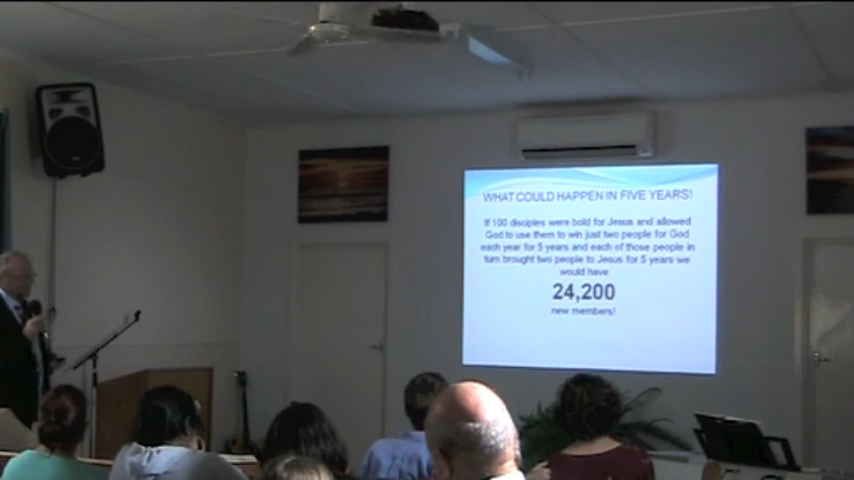 WHAT COULD HAPPEN IN FIVE YEARS!
If 100 disciples were bold for Jesus and allowed
God to use them to win just two people for God
each year for 5 years and each of those people in
turn brought two people to Jesus for 5 years we
would have
24,200
new members!